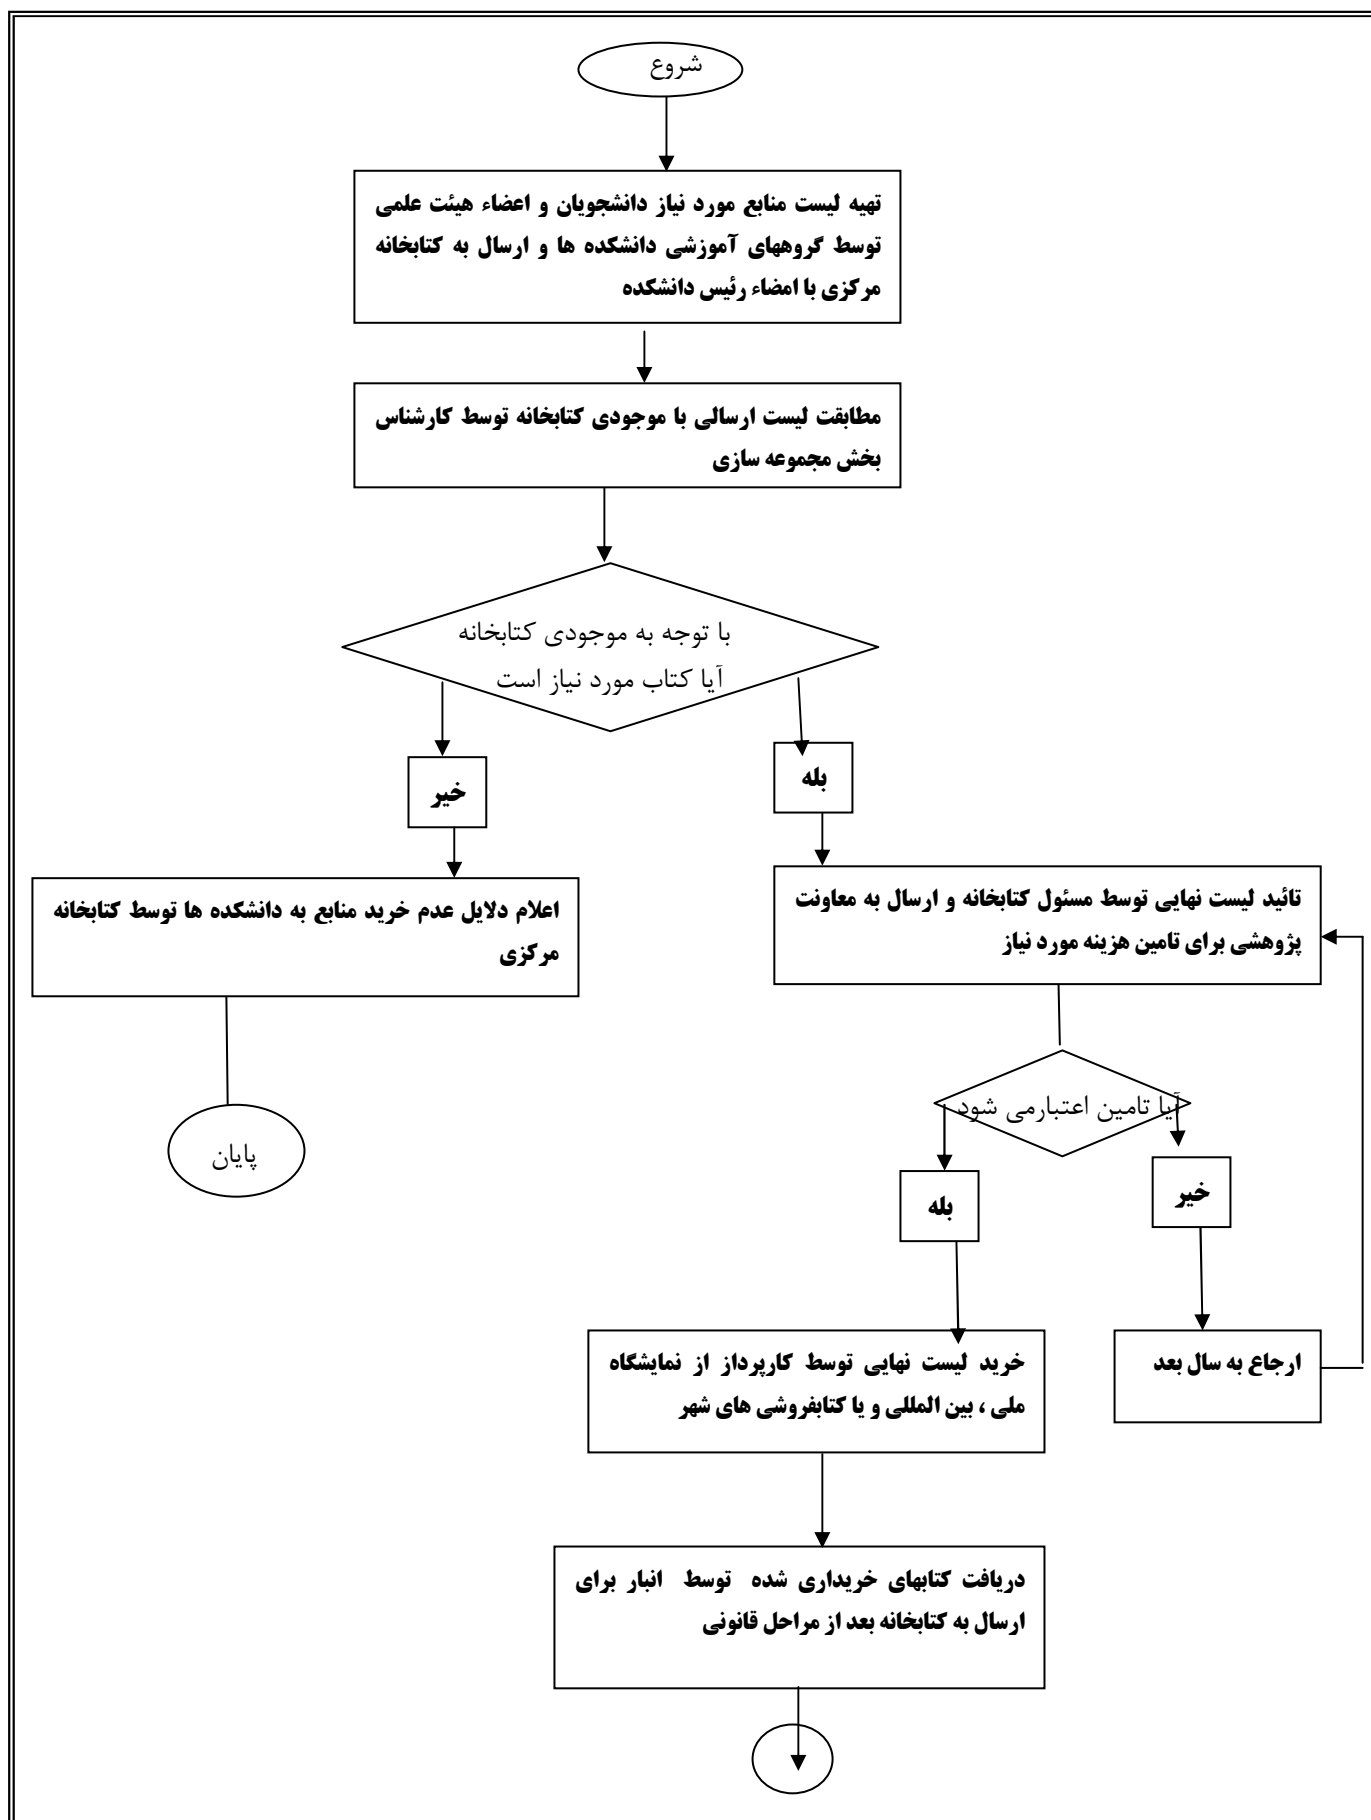 شروع
تهیه لیست منابع مورد نیاز دانشجویان و اعضاء هیئت علمی
توسط گروههای آموزشی دانشکده ها و ارسال به کتابخانه
مرکزی با امضاء رئیس دانشکده
مطابقت لیست ارسالی با موجودی کتابخانه توسط کارشناس
بخش مجموعه سازی
با توجه به موجودی کتابخانه
آیا کتاب مورد نیاز است
بله
خیر
تائید لیست نهایی توسط مسئول کتابخانه و ارسال به معاونت
پژوهشی برای تامین هزینه مورد نیاز
اعلام دلایل عدم خرید منابع به دانشکده ها توسط کتابخانه
مرکزی
آیا تامین اعتبارمی شود
پایان
خیر
بله
ارجاع به سال بعد
خرید لیست نهایی توسط کارپرداز از نمایشگاه
ملی ، بین المللی و یا کتابفروشی های شهر
دریافت کتابهای خریداری شده توسط انبار برای
ارسال به کتابخانه بعد از مراحل قانونی